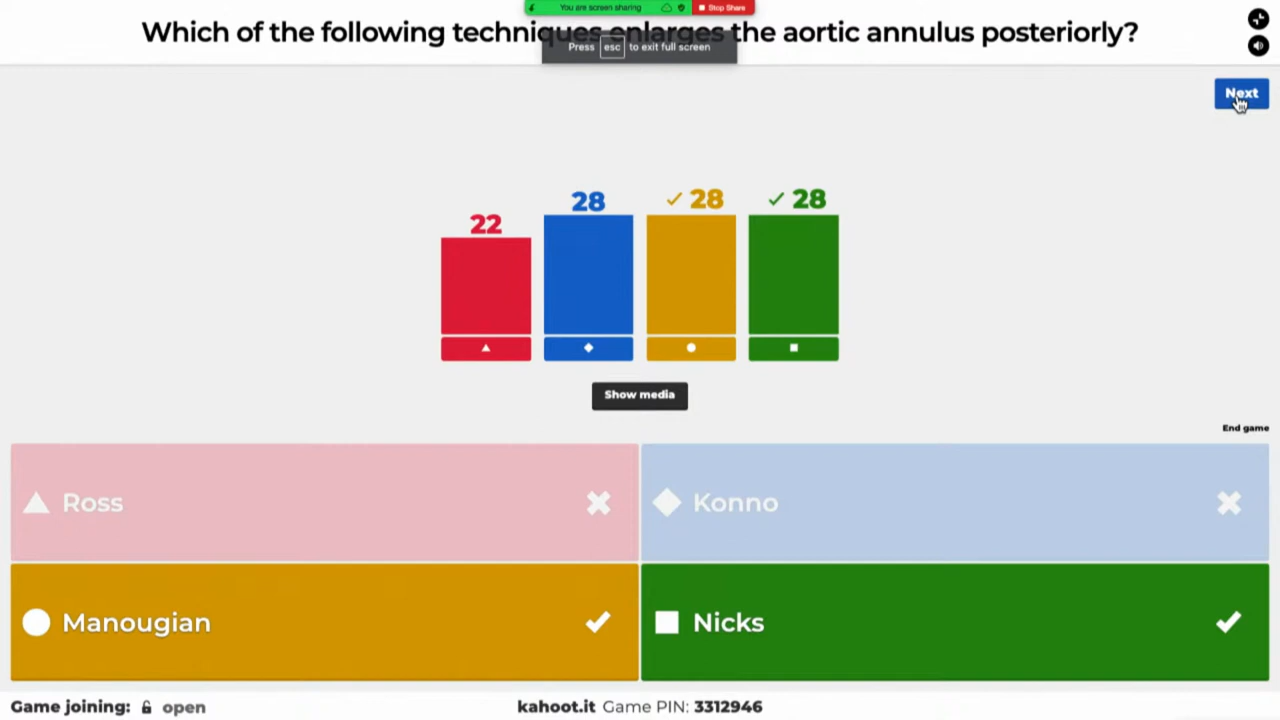 You are screen sharing
Stop Share
Which of the following techniques enlarges the aortic annulus posteriorly?
Press esc to exit full screen
Next
22
28
28
28
Show media
End game
Ross
Konno
Manougian
Nicks
Game joining: open
kahoot.it Game PIN: 3312946